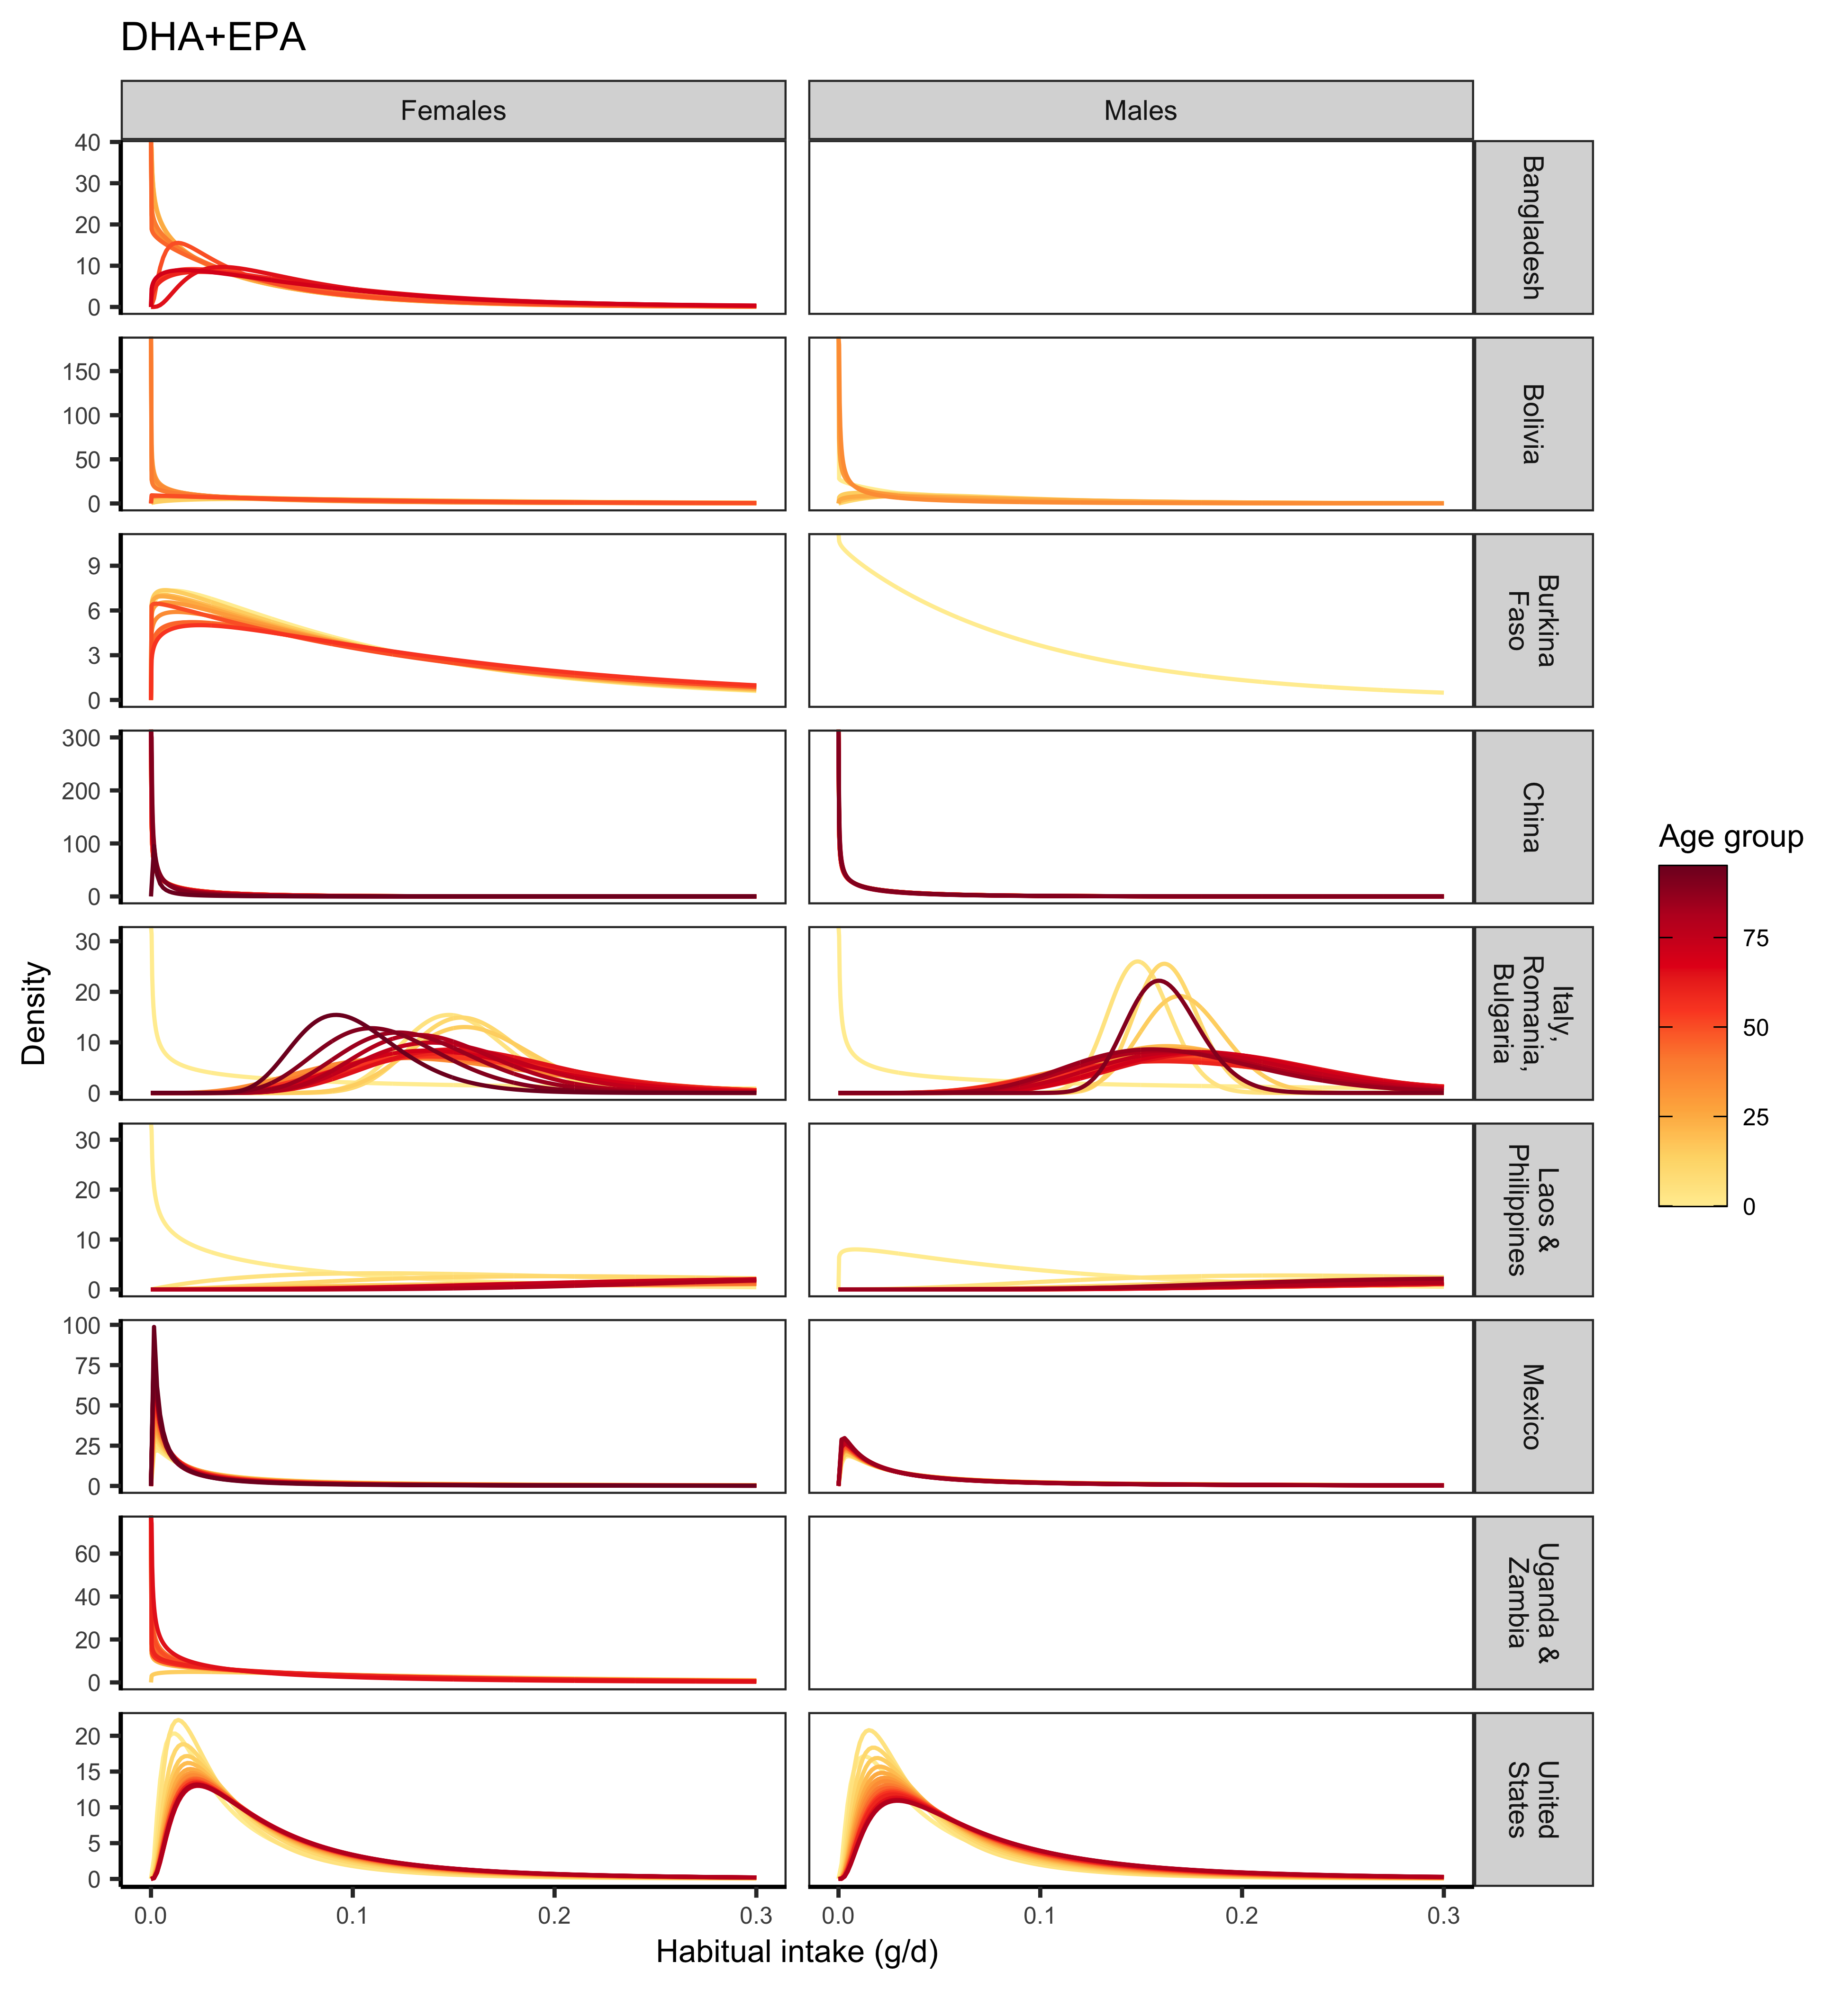 DHA+EPA
Females
Males
40
30
20
10
0
Bangladesh
150
100
50
0
Bolivia
9
6
3
0
Burkina
Faso
300
200
100
0
China
30
20
10
0
Italy,
Romania,
Bulgaria
30
20
10
0
Laos &
Philippines
100
75
50
25
0
Mexico
60
40
20
0
Uganda &
Zambia
20
15
10
5
0
United
States
0.0 0.1 0.2 0.3
0.0 0.1 0.2 0.3
Habitual intake (g/d)
Density
Age group
75
50
25
0